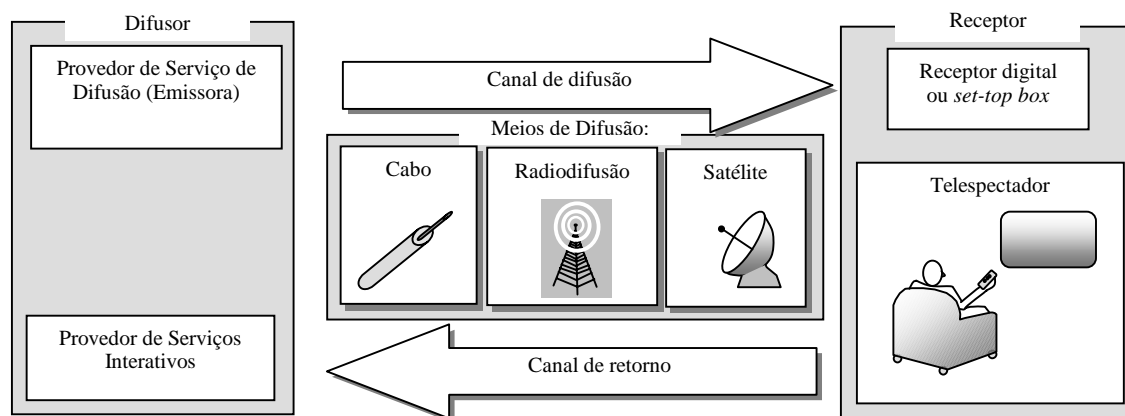 Difusor
Provedor de Serviço de
Difusão (Emissora)
Provedor de Serviços
Interativos
Canal de difusão
Meios de Difusão:
Cabo
Radiodifusão
Satélite
Canal de retorno
Receptor
Receptor digital
ou set-top box
Telespectador